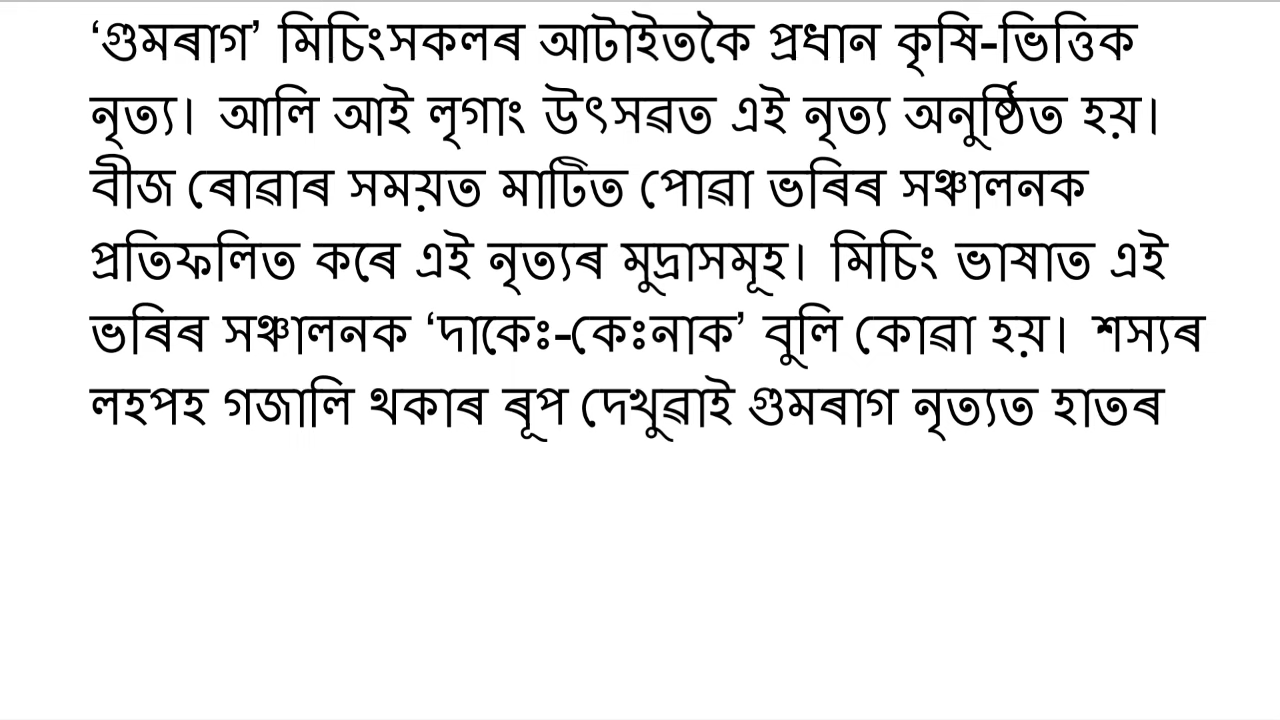 ‘গুমৰাগ’ মিচিংসকলৰ আটাইতকৈ প্ৰধান কৃষি-ভিত্তিক
নৃত্য। আলি আই লৃগাং উৎসৱত এই নৃত্য অনুষ্ঠিত হয়।
বীজ ৰোৱাৰ সময়ত মাটিত পোৱা ভৰিৰ সঞ্চালনক
প্ৰতিফলিত কৰে এই নৃত্যৰ মুদ্ৰাসমূহ। মিচিং ভাষাত এই
ভৰিৰ সঞ্চালনক ‘দাকেঃ-কেঃনাক’ বুলি কোৱা হয়। শস্যৰ
লহপহ গজালি থকাৰ ৰূপ দেখুৱাই গুমৰাগ নৃত্যত হাতৰ